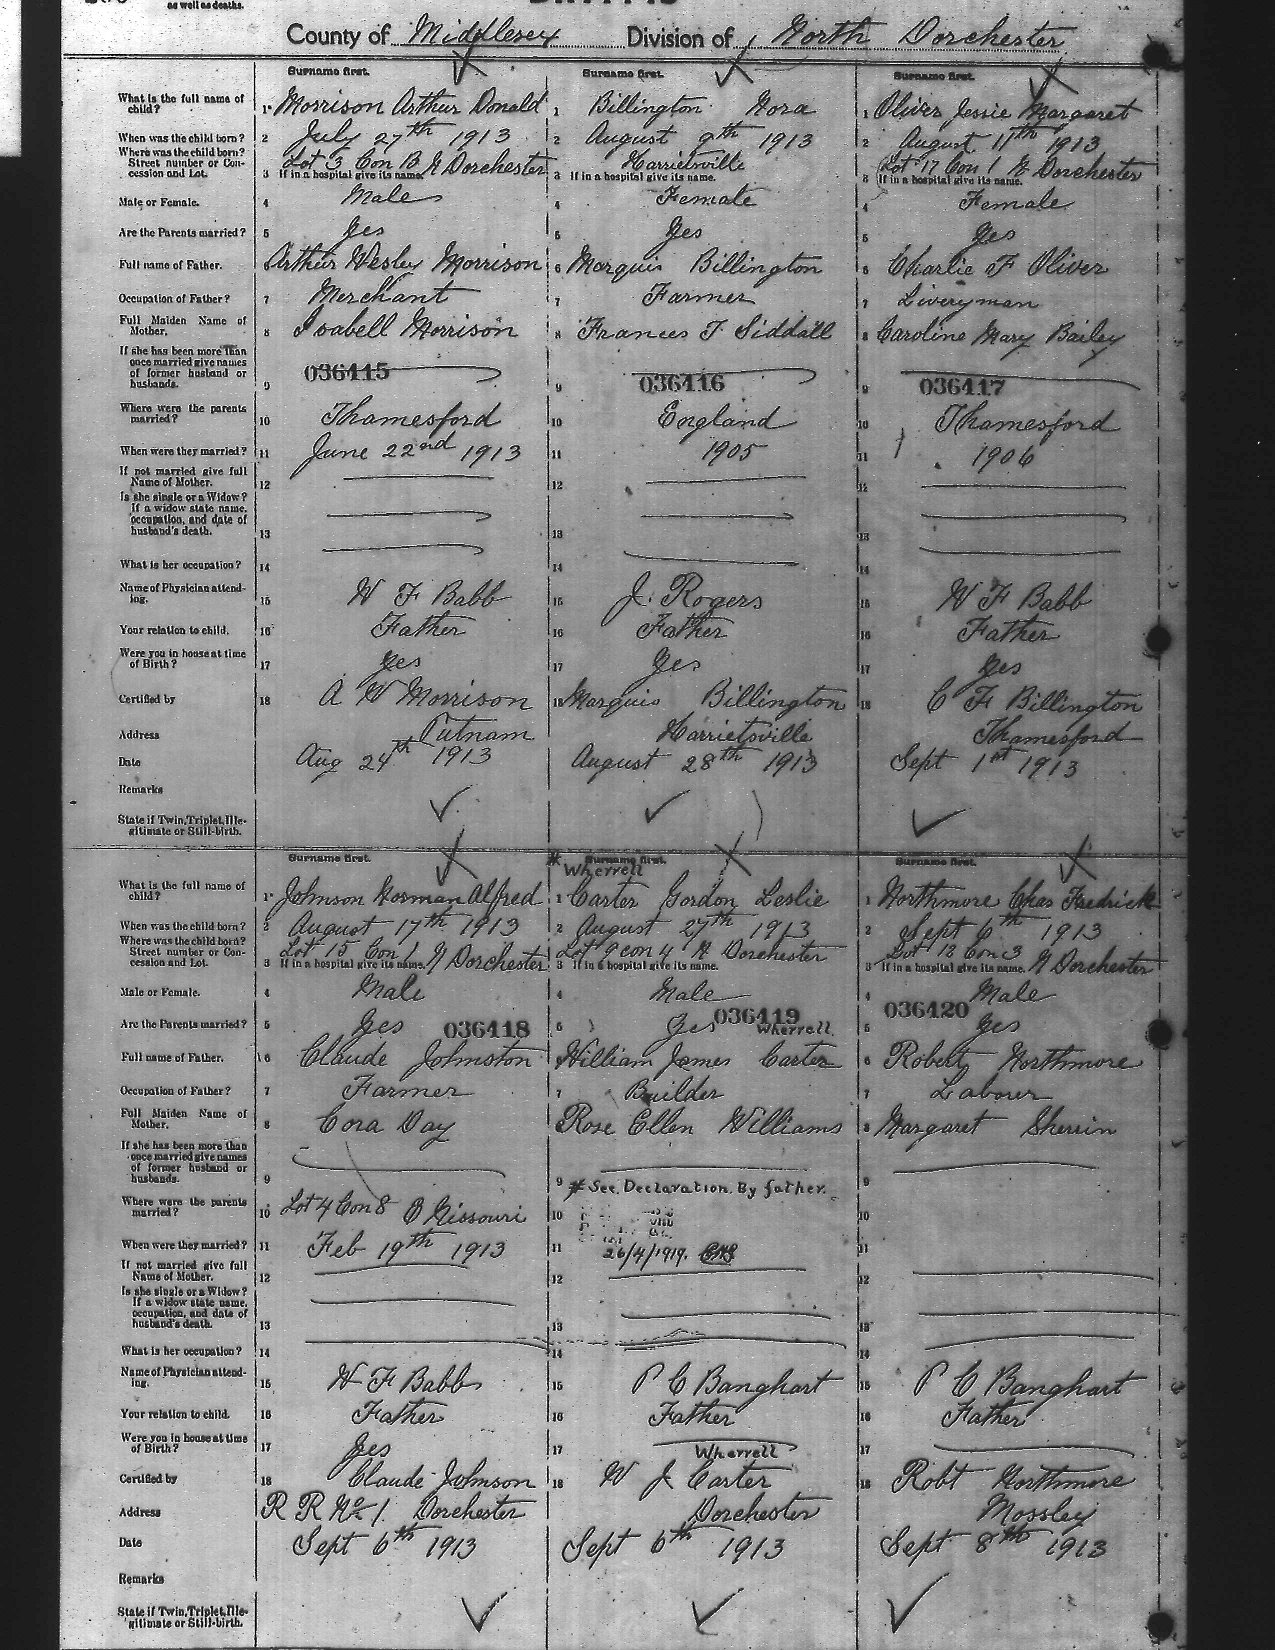 as well as deaths.
County of Middlesex Division of North Dorchester
Surname first. Surname first. Surname first.
What is the full name of child? 1 Morrison Arthur Donald 1 Billington Nora 1 Oliver Jessie Margaret
When was the child born? 2 July 27th 1913 2 August 9th 1913 2 August 11th 1913
Where was the child born? Street number or Concession and Lot. 3 Lot 3 Con B N Dorchester If in a hospital give its name. 3 Harrietsville If in a hospital give its name. 3 Lot 17 Con 1 N Dorchester If in a hospital give its name.
Male or Female. 4 Male 4 Female 4 Female
Are the Parents married? 5 Yes 5 Yes 5 Yes
Full name of Father. 6 Arthur Wesley Morrison 6 Marquis Billington 6 Charlie F Oliver
Occupation of Father? 7 Merchant 7 Farmer 7 Liveryman
Full Maiden Name of Mother. 8 Isabell Morrison 8 Frances T. Siddall 8 Caroline Mary Bailey
If she has been more than once married give names of former husband or husbands. 9 036115 9 036116 9 036117
Where were the parents married? 10 Thamesford 10 England 10 Thamesford
When were they married? 11 June 22nd 1913 11 1905 11 1906
If not married give full Name of Mother. 12 12 12
Is she single or a Widow? If a widow state name, occupation, and date of husband's death. 13 13 13
What is her occupation? 14 14 14
Name of Physician attending. 15 W F Babb 15 J. Rogers 15 W F Babb
Your relation to child. 16 Father 16 Father 16 Father
Were you in house at time of Birth? 17 Yes 17 Yes 17 Yes
Certified by 18 A W Morrison 18 Marquis Billington 18 C F Billington
Address Putnam Harrietsville Thamesford
Date Aug 24th 1913 August 28th 1913 Sept 1st 1913
Remarks
State if Twin, Triplet, Illegitimate or Still-birth.
Surname first. Surname first. Surname first.
# Wherrell
What is the full name of child? 1 Johnson Norman Alfred 1 Carter Gordon Leslie 1 Northmore Chas Fredrick
When was the child born? 2 August 17th 1913 2 August 27th 1913 2 Sept 6th 1913
Where was the child born? Street number or Concession and Lot. 3 Lot 15 Con 1 N Dorchester If in a hospital give its name. 3 Lot 9 con 4 N Dorchester If in a hospital give its name. 3 Lot 13 Con 3 N Dorchester If in a hospital give its name.
Male or Female. 4 Male 4 Male 4 Male
Are the Parents married? 5 Yes 036118 5 Yes 036119 Wherrell 5 036120 Yes
Full name of Father. 6 Claude Johnston William James Carter 6 Robert Northmore
Occupation of Father? 7 Farmer 7 Builder 7 Laborer
Full Maiden Name of Mother. 8 Cora Day Rose Ellen Williams 8 Margaret Sherrin
If she has been more than once married give names of former husband or husbands. 9 9 # See Declaration By father. 9
Where were the parents married? 10 Lot 4 Con 8 Nissouri 10 10
When were they married? 11 Feb 19th 1913 11 26/4/1919. 11
If not married give full Name of Mother. 12 12 12
Is she single or a Widow? If a widow state name, occupation, and date of husband's death. 13 13 13
What is her occupation? 14 14 14
Name of Physician attending. 15 W F Babb 15 P C Banghart 15 P C Banghart
Your relation to child. 16 Father 16 Father 16 Father
Were you in house at time of Birth? 17 Yes 17 17
Wherrell
Certified by 18 Claude Johnson 18 W J Carter 18 Robt Northmore
Address R R No 1. Dorchester Dorchester Mossley
Date Sept 6th 1913 Sept 6th 1913 Sept 8th 1913
Remarks
State if Twin, Triplet, Illegitimate or Still-birth.